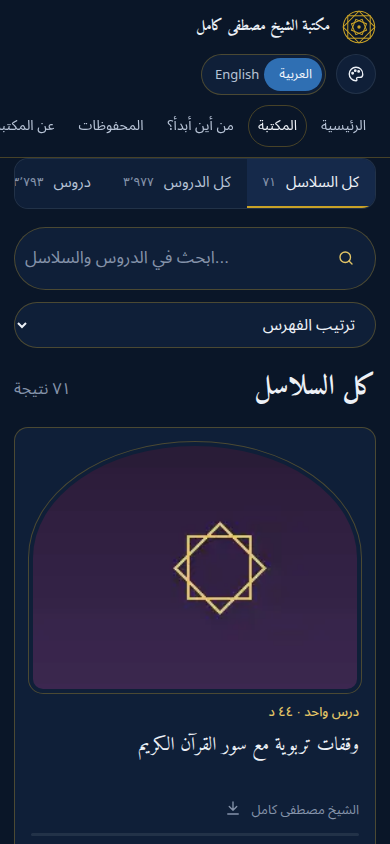 مكتبة الشيخ مصطفى كامل
العربية English
الرئيسية المكتبة من أين أبدأ؟ المحفوظات عن المكتبة
كل السلاسل ٧١ كل الدروس ٣٬٩٧٧ دروس ٣٬٧٩٣
ابحث في الدروس والسلاسل...
ترتيب الفهرس
كل السلاسل
٧١ نتيجة
درس واحد · ٤٤ د
وقفات تربوية مع سور القرآن الكريم
الشيخ مصطفى كامل